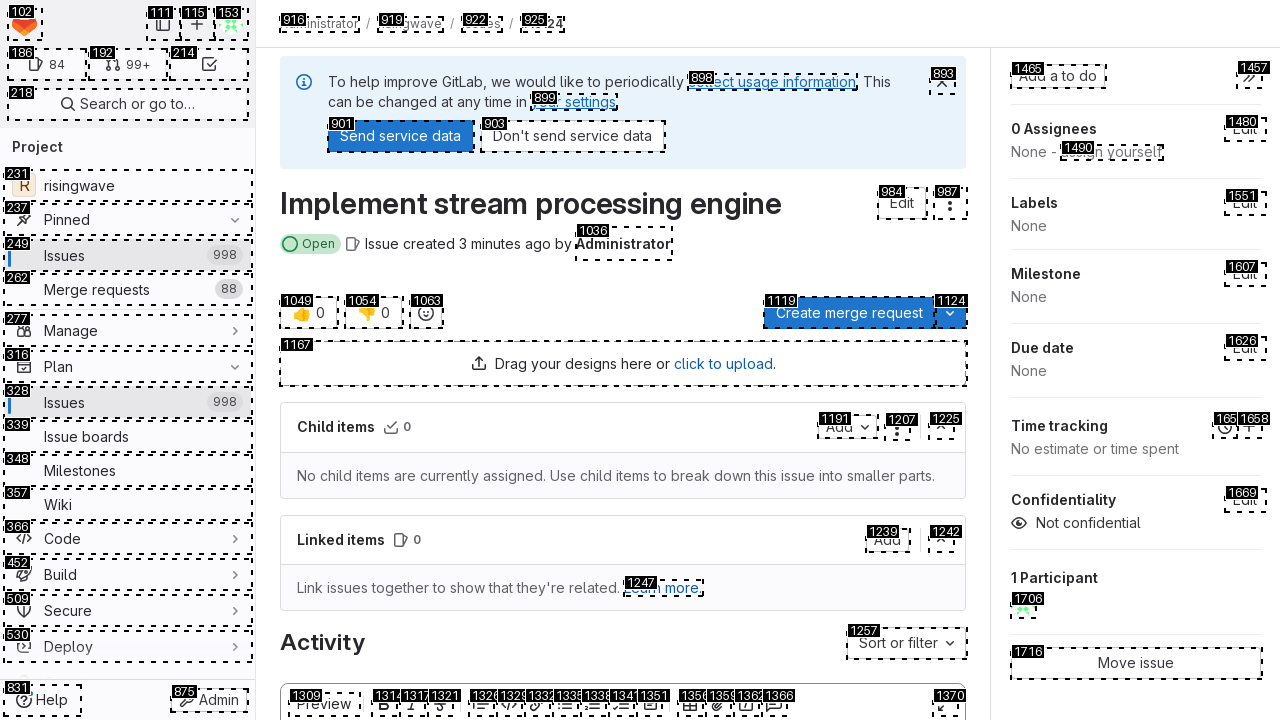 102
111
115
153
186
84
192
99+
214
218
Search or go to…
Project
231
R
risingwave
237
Pinned
249
Issues
998
262
Merge requests
88
277
Manage
316
Plan
328
Issues
998
339
Issue boards
348
Milestones
357
Wiki
366
Code
452
Build
509
Secure
530
Deploy
831
Help
875
Admin
916
919
922
925
/
/
/
24
To help improve GitLab, we would like to periodically 898 collect usage information. This
can be changed at any time in 899 your settings.
893
901
Send service data
903
Don't send service data
Implement stream processing engine
984
Edit
987
Open
Issue created 3 minutes ago by
1036
Administrator
1049
👍 0
1054
👎 0
1063
1119
Create merge request
1124
1167
Drag your designs here or click to upload.
Child items
0
1191
Add
1207
1225
No child items are currently assigned. Use child items to break down this issue into smaller parts.
Linked items
0
1239
Add
1242
Link issues together to show that they're related. 1247 Learn more.
Activity
1257
Sort or filter
1309
Preview
1314
1317
1321
1326
1329
1332
1335
1338
1341
1351
1356
1359
1362
1366
1370
1465
Add a to do
1457
0 Assignees
1480
Edit
None - 1490 assign yourself
Labels
1551
Edit
None
Milestone
1607
Edit
None
Due date
1626
Edit
None
Time tracking
165
1658
No estimate or time spent
Confidentiality
1669
Edit
Not confidential
1 Participant
1706
1716
Move issue